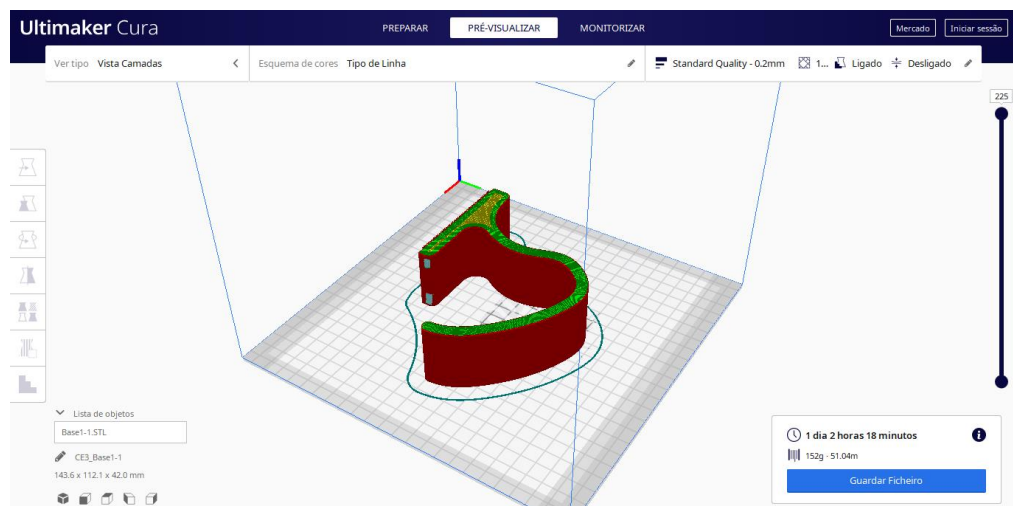 Ultimaker Cura
PREPARAR
PRÉ-VISUALIZAR
MONITORIZAR
Mercado
Iniciar sessão
Ver tipo Vista Camadas
Esquema de cores Tipo de Linha
Standard Quality - 0.2mm
1...
Ligado
Desligado
225
Lista de objetos
Base1-1.STL
CE3_Base1-1
143.6 x 112.1 x 42.0 mm
1 dia 2 horas 18 minutos
152g · 51.04m
Guardar Ficheiro